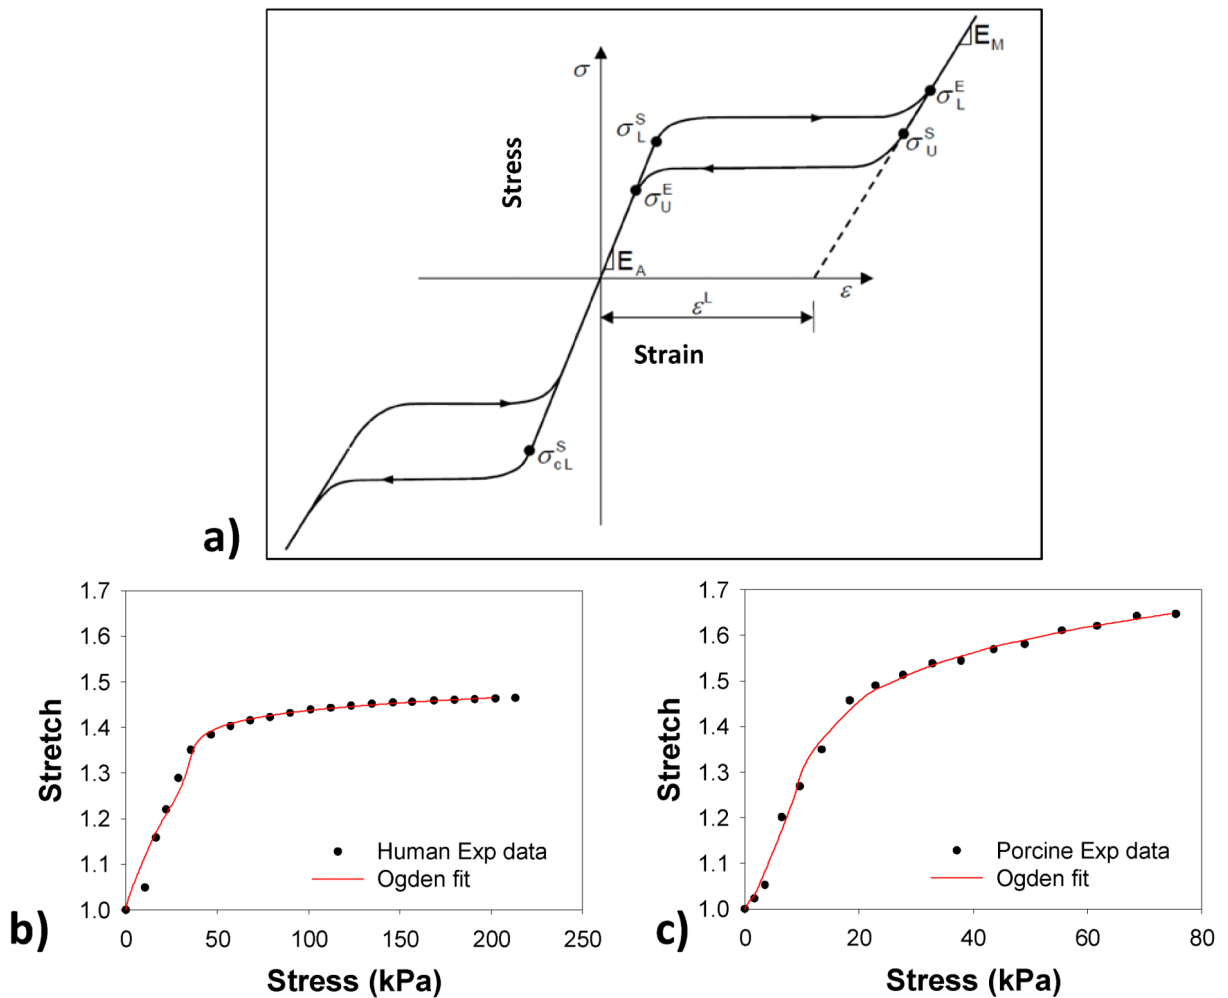 σ
E_M
σ_L^E
σ_L^S
σ_U^S
Stress
σ_U^E
E_A
ε
ε^L
Strain
σ_cL^S
a)
1.7
1.6
1.5
1.4
1.3
1.2
1.1
1.0
Stretch
Human Exp data
Ogden fit
0 50 100 150 200 250
b)
Stress (kPa)
1.7
1.6
1.5
1.4
1.3
1.2
1.1
1.0
Stretch
Porcine Exp data
Ogden fit
0 20 40 60 80
c)
Stress (kPa)